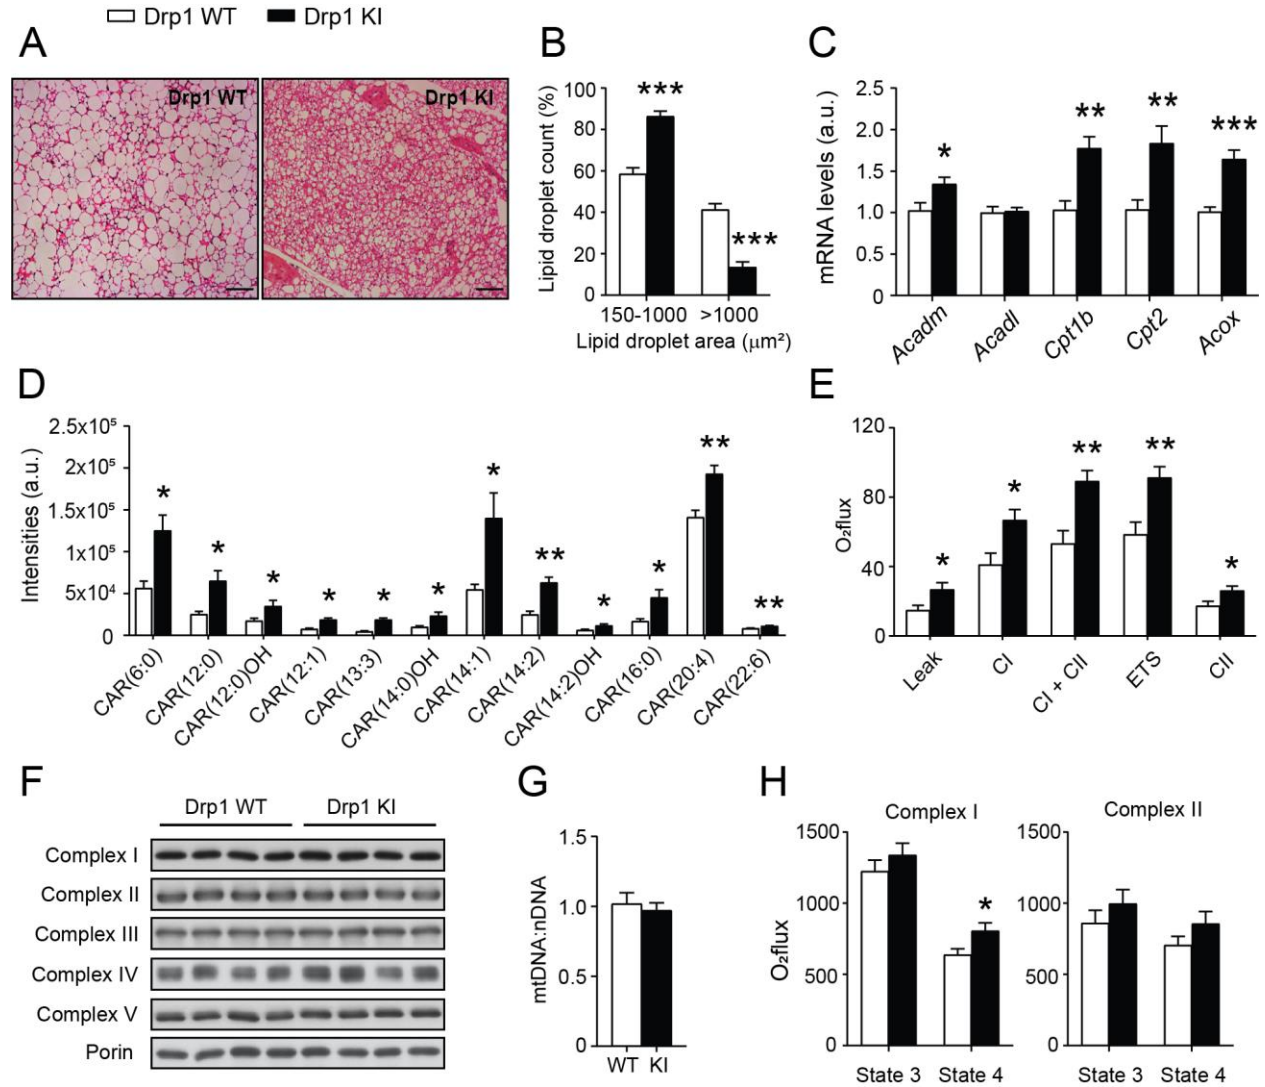 Drp1 WT Drp1 KI
A
Drp1 WT
Drp1 KI
B
Lipid droplet count (%)
100
80
60
40
20
0
***
***
150-1000 >1000
Lipid droplet area (μm²)
C
mRNA levels (a.u.)
2.5
2.0
1.5
1.0
0.5
0
*
**
**
***
Acadm
Acadl
Cpt1b
Cpt2
Acox
D
Intensities (a.u.)
2.5x10⁵
2x10⁵
1.5x10⁵
1x10⁵
5x10⁴
0
*
*
*
*
*
*
*
**
*
*
**
**
CAR(6:0)
CAR(12:0)
CAR(12:0)OH
CAR(12:1)
CAR(13:3)
CAR(14:0)OH
CAR(14:1)
CAR(14:2)
CAR(14:2)OH
CAR(16:0)
CAR(20:4)
CAR(22:6)
E
O₂flux
120
80
40
0
*
*
**
**
*
Leak
CI
CI + CII
ETS
CII
F
Drp1 WT Drp1 KI
Complex I
Complex II
Complex III
Complex IV
Complex V
Porin
G
mtDNA:nDNA
1.5
1.0
0.5
0
WT KI
H
Complex I
O₂flux
1500
1000
500
0
*
State 3 State 4
Complex II
1500
1000
500
0
State 3 State 4